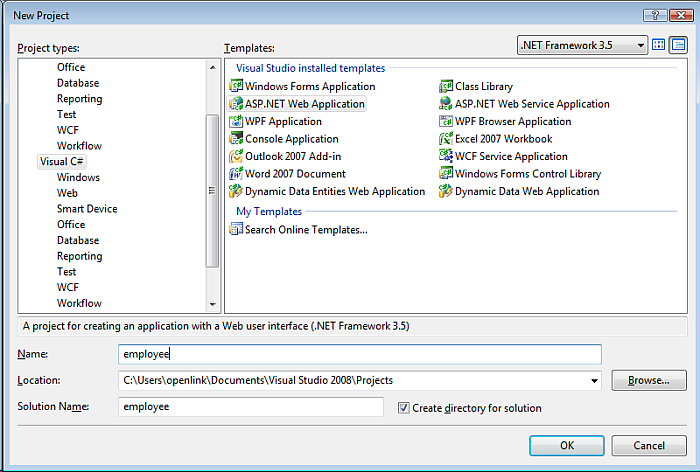 New Project
Project types:
Templates:
.NET Framework 3.5
Office
Database
Reporting
Test
WCF
Workflow
Visual C#
Windows
Web
Smart Device
Office
Database
Reporting
Test
WCF
Workflow
Visual Studio installed templates
Windows Forms Application
Class Library
ASP.NET Web Application
ASP.NET Web Service Application
WPF Application
WPF Browser Application
Console Application
Excel 2007 Workbook
Outlook 2007 Add-in
WCF Service Application
Word 2007 Document
Windows Forms Control Library
Dynamic Data Entities Web Application
Dynamic Data Web Application
My Templates
Search Online Templates...
A project for creating an application with a Web user interface (.NET Framework 3.5)
Name:
employee
Location:
C:\Users\openlink\Documents\Visual Studio 2008\Projects
Browse...
Solution Name:
employee
Create directory for solution
OK
Cancel